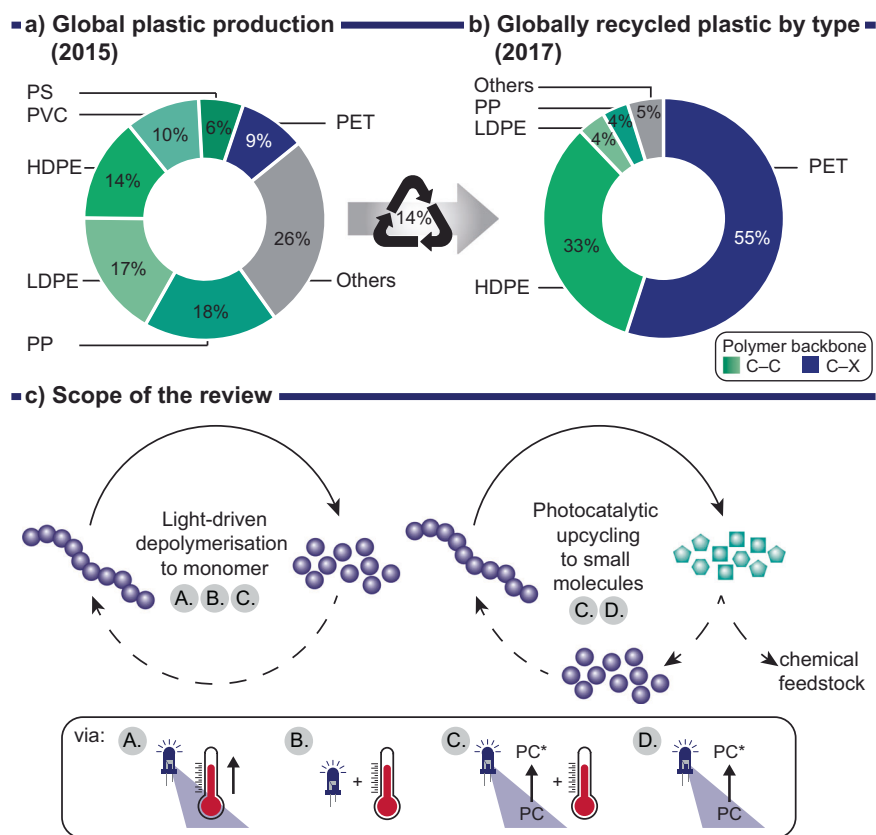 a) Global plastic production
(2015)
PS
PVC
HDPE
LDPE
PP
PET
Others
6%
10%
9%
14%
26%
17%
18%
14%
b) Globally recycled plastic by type
(2017)
Others
PP
LDPE
PET
HDPE
5%
4%
4%
33%
55%
Polymer backbone
C–C C–X
c) Scope of the review
Light-driven
depolymerisation
to monomer
A. B. C.
Photocatalytic
upcycling
to small
molecules
C. D.
chemical
feedstock
via:
A.
B.
+
C.
PC*
PC
+
D.
PC*
PC